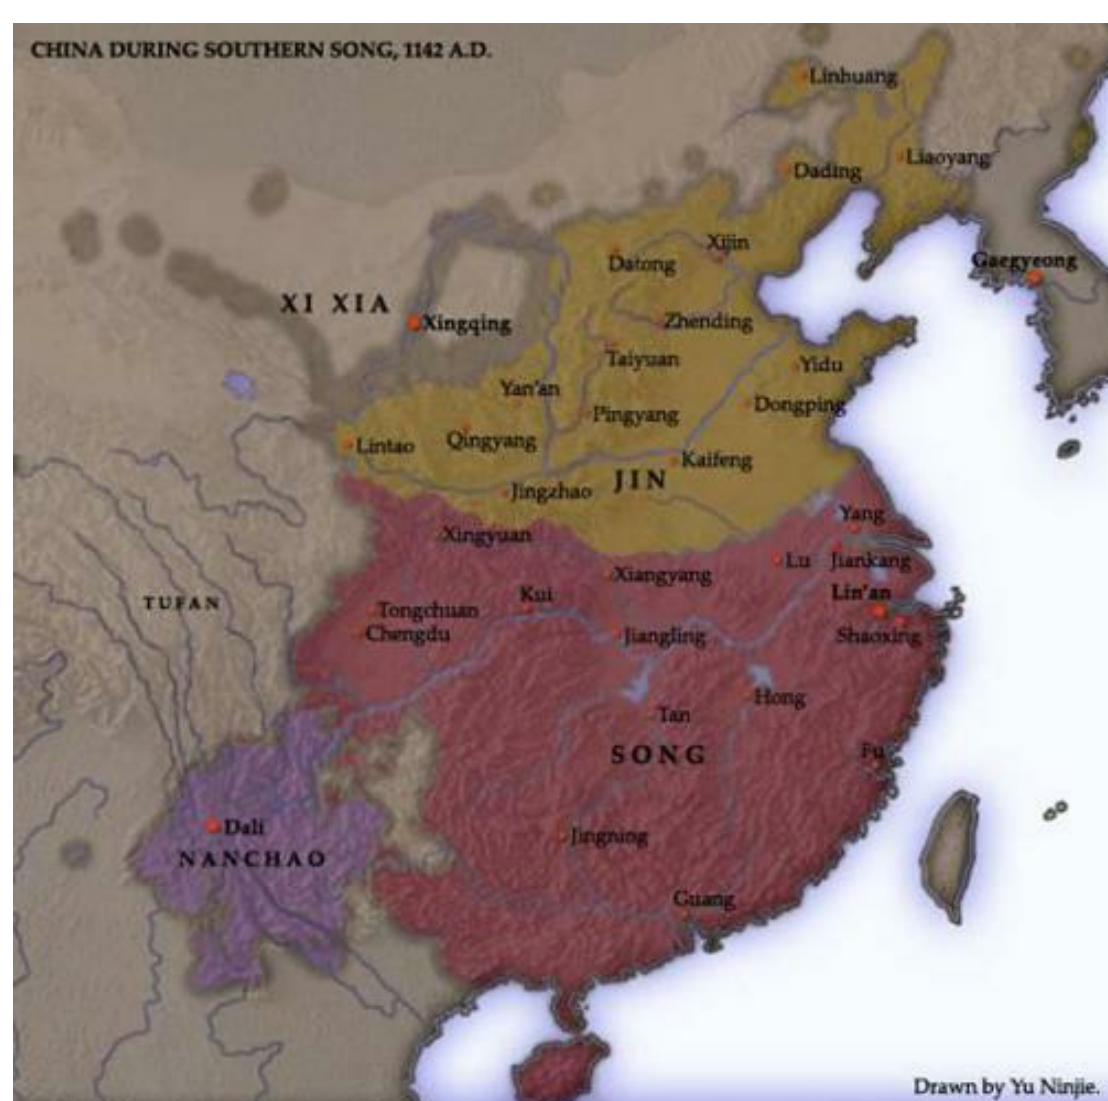 CHINA DURING SOUTHERN SONG, 1142 A.D.
Linhuang
Liaoyang
Dading
Xijin
Datong
Gaegyeong
XI XIA
Xingqing
Zhending
Taiyuan
Yidu
Yan'an
Dongping
Pingyang
Lintao
Qingyang
Kaifeng
JIN
Jingzhao
Yang
Xingyuan
Lu
Jiankang
Xiangyang
Lin'an
Kui
TUFAN
Tongchuan
Chengdu
Jiangling
Shaoxing
Hong
Tan
SONG
Fu
Dali
Jingning
NANCHAO
Guang
Drawn by Yu Ninjie.